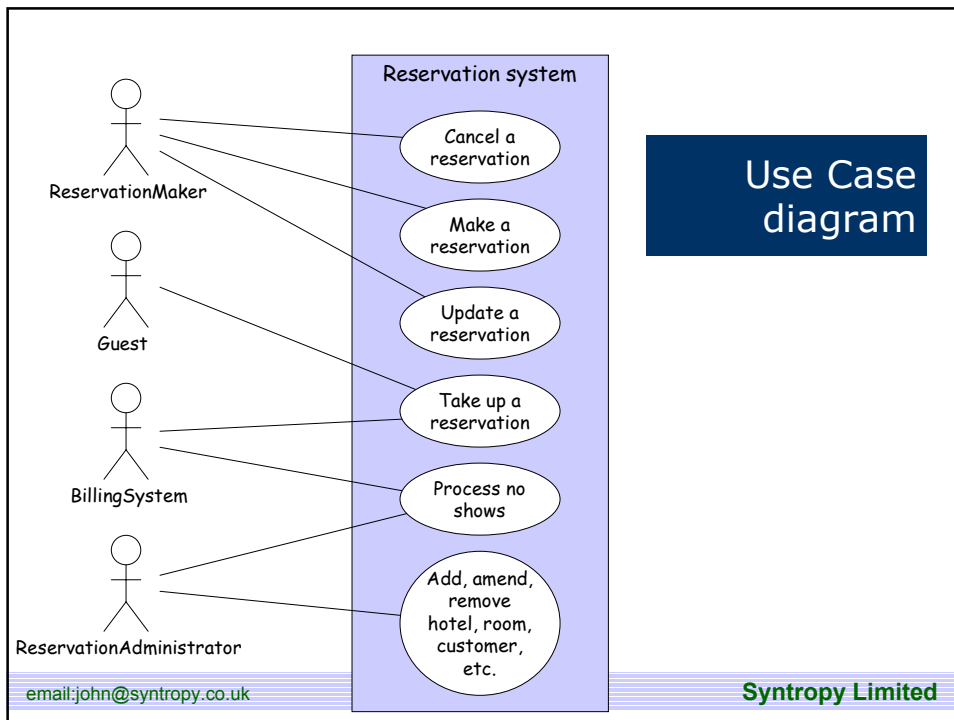 Reservation system
Cancel a
reservation
ReservationMaker
Make a
reservation
Update a
reservation
Guest
Take up a
reservation
BillingSystem
Process no
shows
ReservationAdministrator
Add, amend,
remove
hotel, room,
customer,
etc.
Use Case
diagram
email:john@syntropy.co.uk
Syntropy Limited